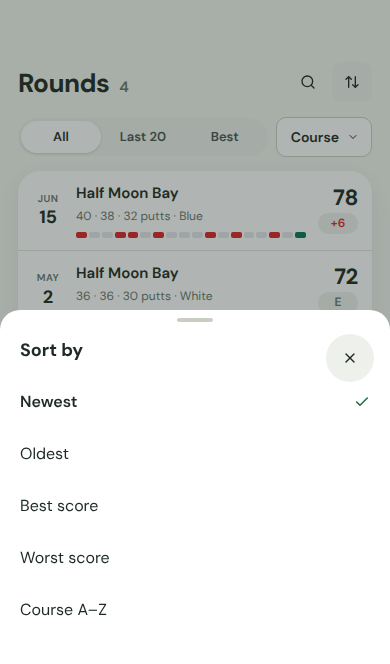 Rounds 4
All Last 20 Best Course
JUN
15
Half Moon Bay
40 · 38 · 32 putts · Blue
78
+6
MAY
2
Half Moon Bay
36 · 36 · 30 putts · White
72
E
Sort by
Newest
Oldest
Best score
Worst score
Course A–Z